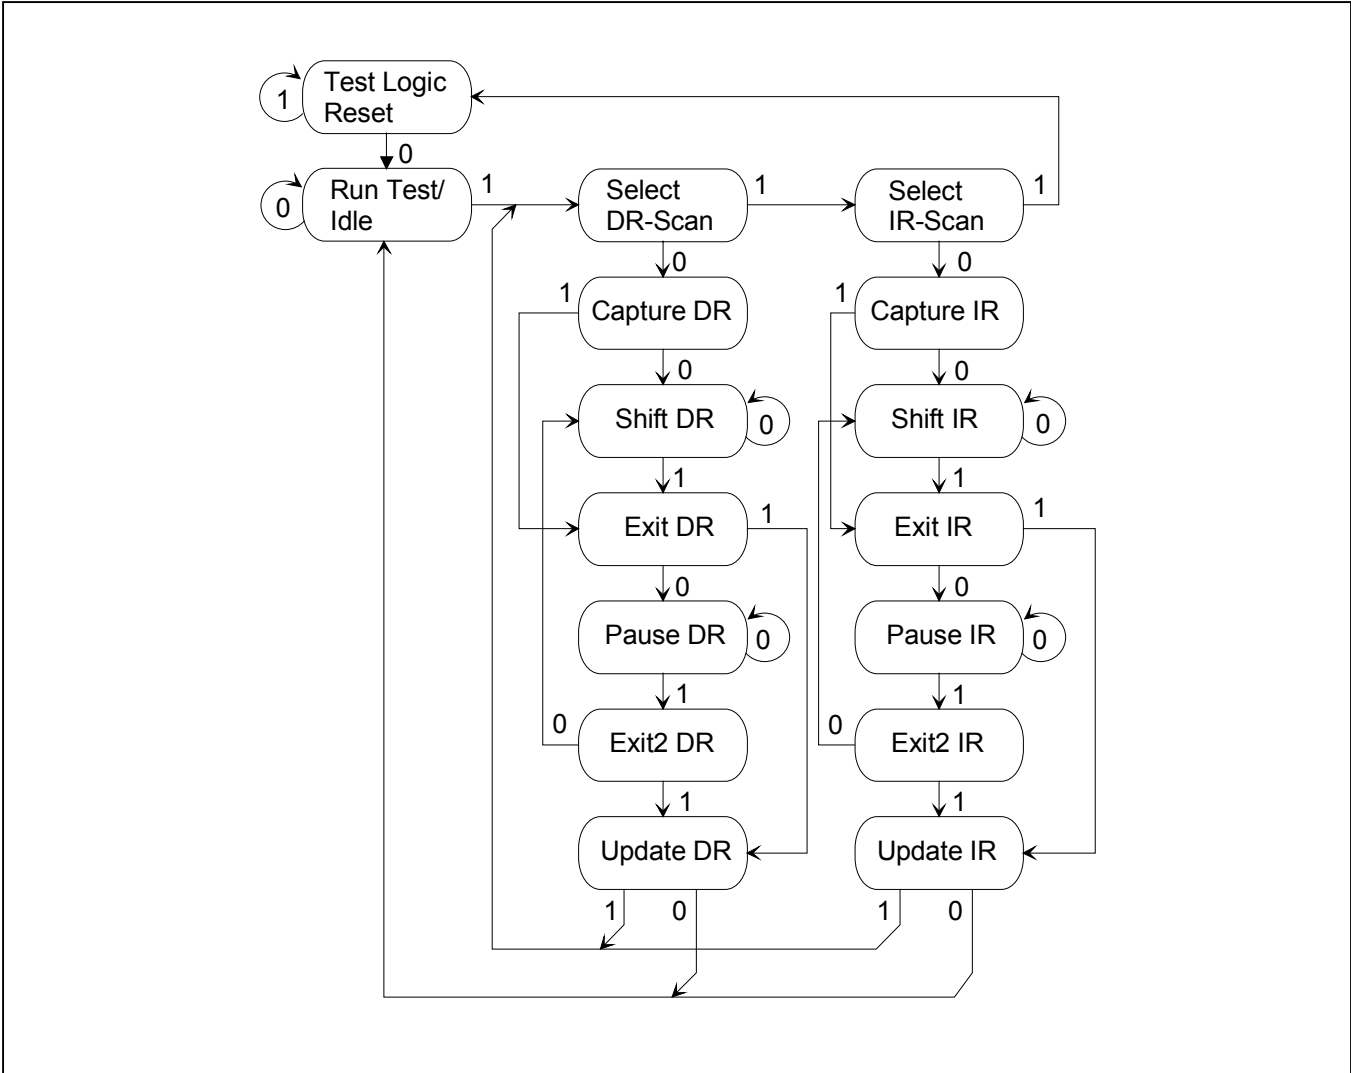 Test Logic
Reset
1
0
Run Test/
Idle
0
1
Select
DR-Scan
1
Select
IR-Scan
1
0
0
1
Capture DR
1
Capture IR
0
0
Shift DR
0
Shift IR
0
1
1
Exit DR
1
Exit IR
1
0
0
Pause DR
0
Pause IR
0
1
1
0
Exit2 DR
0
Exit2 IR
1
1
Update DR
Update IR
1
0
1
0